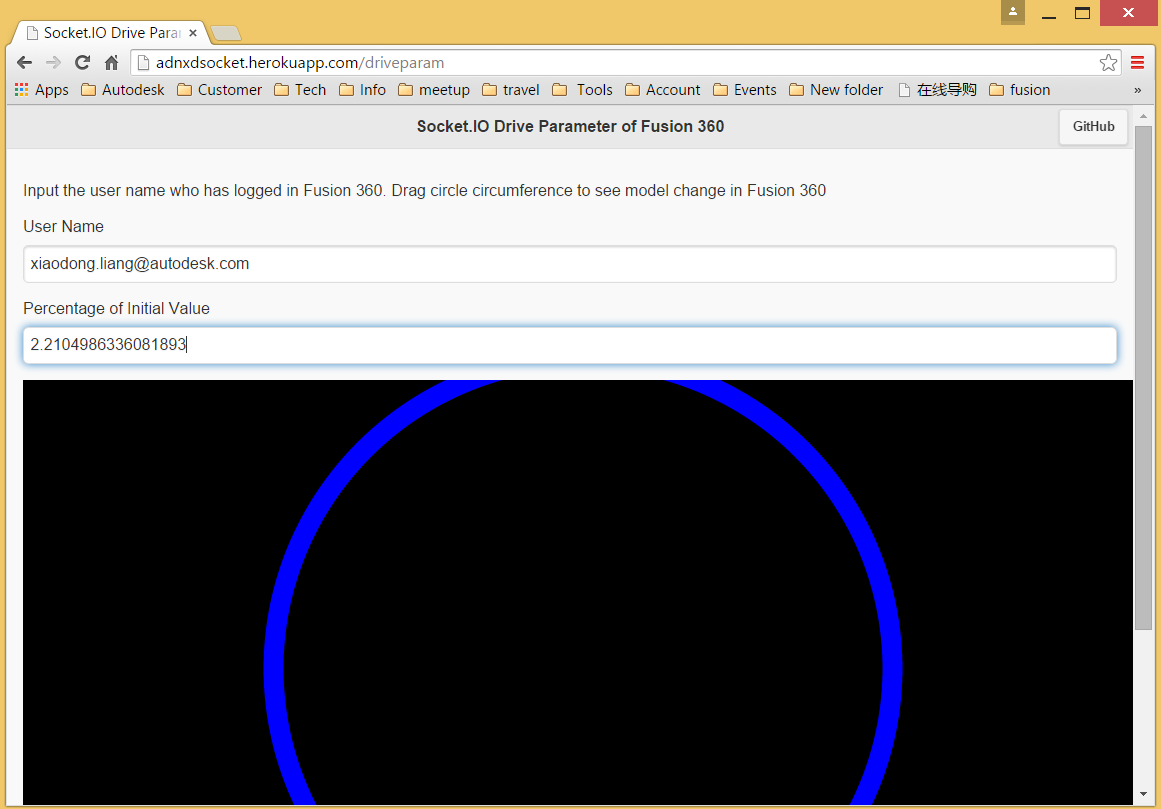 Socket.IO Drive Para
adnxdsocket.herokuapp.com/driveparam
Apps Autodesk Customer Tech Info meetup travel Tools Account Events New folder 在线导购 fusion »
Socket.IO Drive Parameter of Fusion 360
GitHub
Input the user name who has logged in Fusion 360. Drag circle circumference to see model change in Fusion 360
User Name
xiaodong.liang@autodesk.com
Percentage of Initial Value
2.2104986336081893